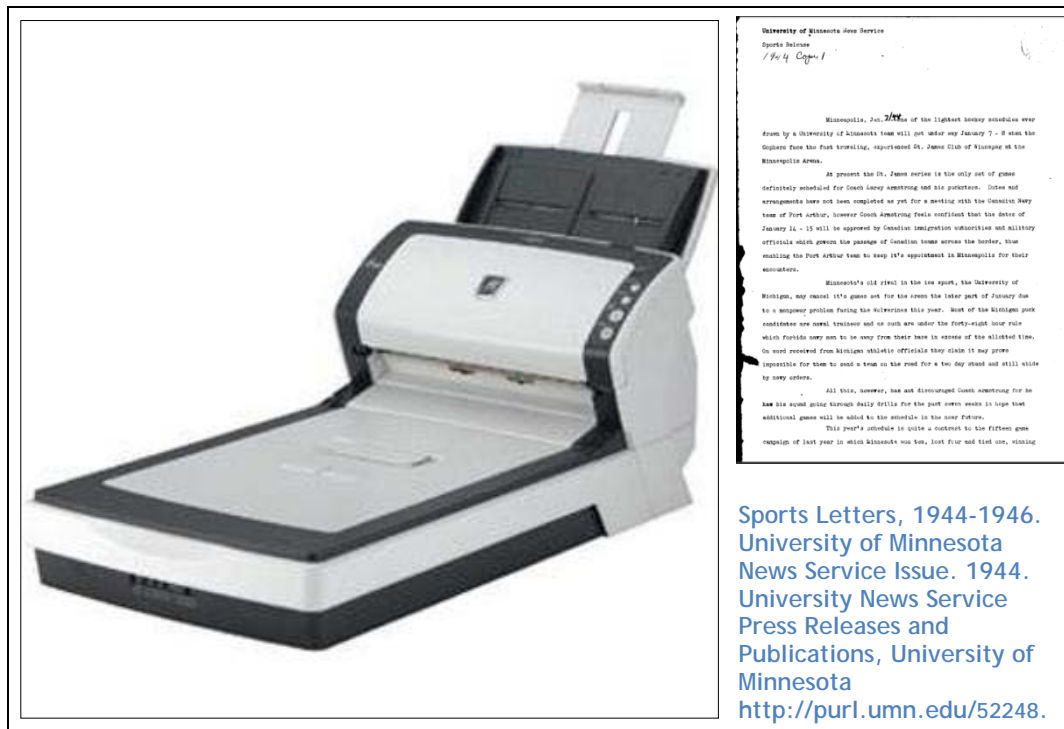 University of Minnesota News Service
Sports Release
1944 Copy 1
Minneapolis, Jan. 2/44 One of the lightest hockey schedules ever
drawn by a University of Minnesota team will get under way January 7 - 8 when the
Gophers face the fast traveling, experienced St. James Club of Winnepeg at the
Minneapolis Arena.
At present the St. James series is the only set of games
definitely scheduled for Coach Larry Armstrong and his pucksters. Dates and
arrangements have not been completed as yet for a meeting with the Canadian Navy
team of Port Arthur, however Coach Armstrong feels confident that the dates of
January 14 - 15 will be approved by Canadian immigration authorities and military
officials which govern the passage of Canadian teams across the border, thus
enabling the Port Arthur team to keep it's appointment in Minneapolis for their
encounters.
Minnesota's old rival in the ice sport, the University of
Michigan, may cancel it's games set for the Arena the later part of January due
to a manpower problem facing the Wolverines this year. Most of the Michigan puck
candidates are naval trainees and as such are under the forty-eight hour rule
which forbids navy men to be away from their base in excess of the allotted time.
On word received from Michigan athletic officials they claim it may prove
impossible for them to send a team on the road for a two day stand and still abide
by navy orders.
All this, however, has not discouraged Coach Armstrong for he
has his squad going through daily drills for the past seven weeks in hope that
additional games will be added to the schedule in the near future.
This year's schedule is quite a contrast to the fifteen game
campaign of last year in which Minnesota won ten, lost four and tied one, winning
Sports Letters, 1944-1946.
University of Minnesota
News Service Issue. 1944.
University News Service
Press Releases and
Publications, University of
Minnesota
http://purl.umn.edu/52248.